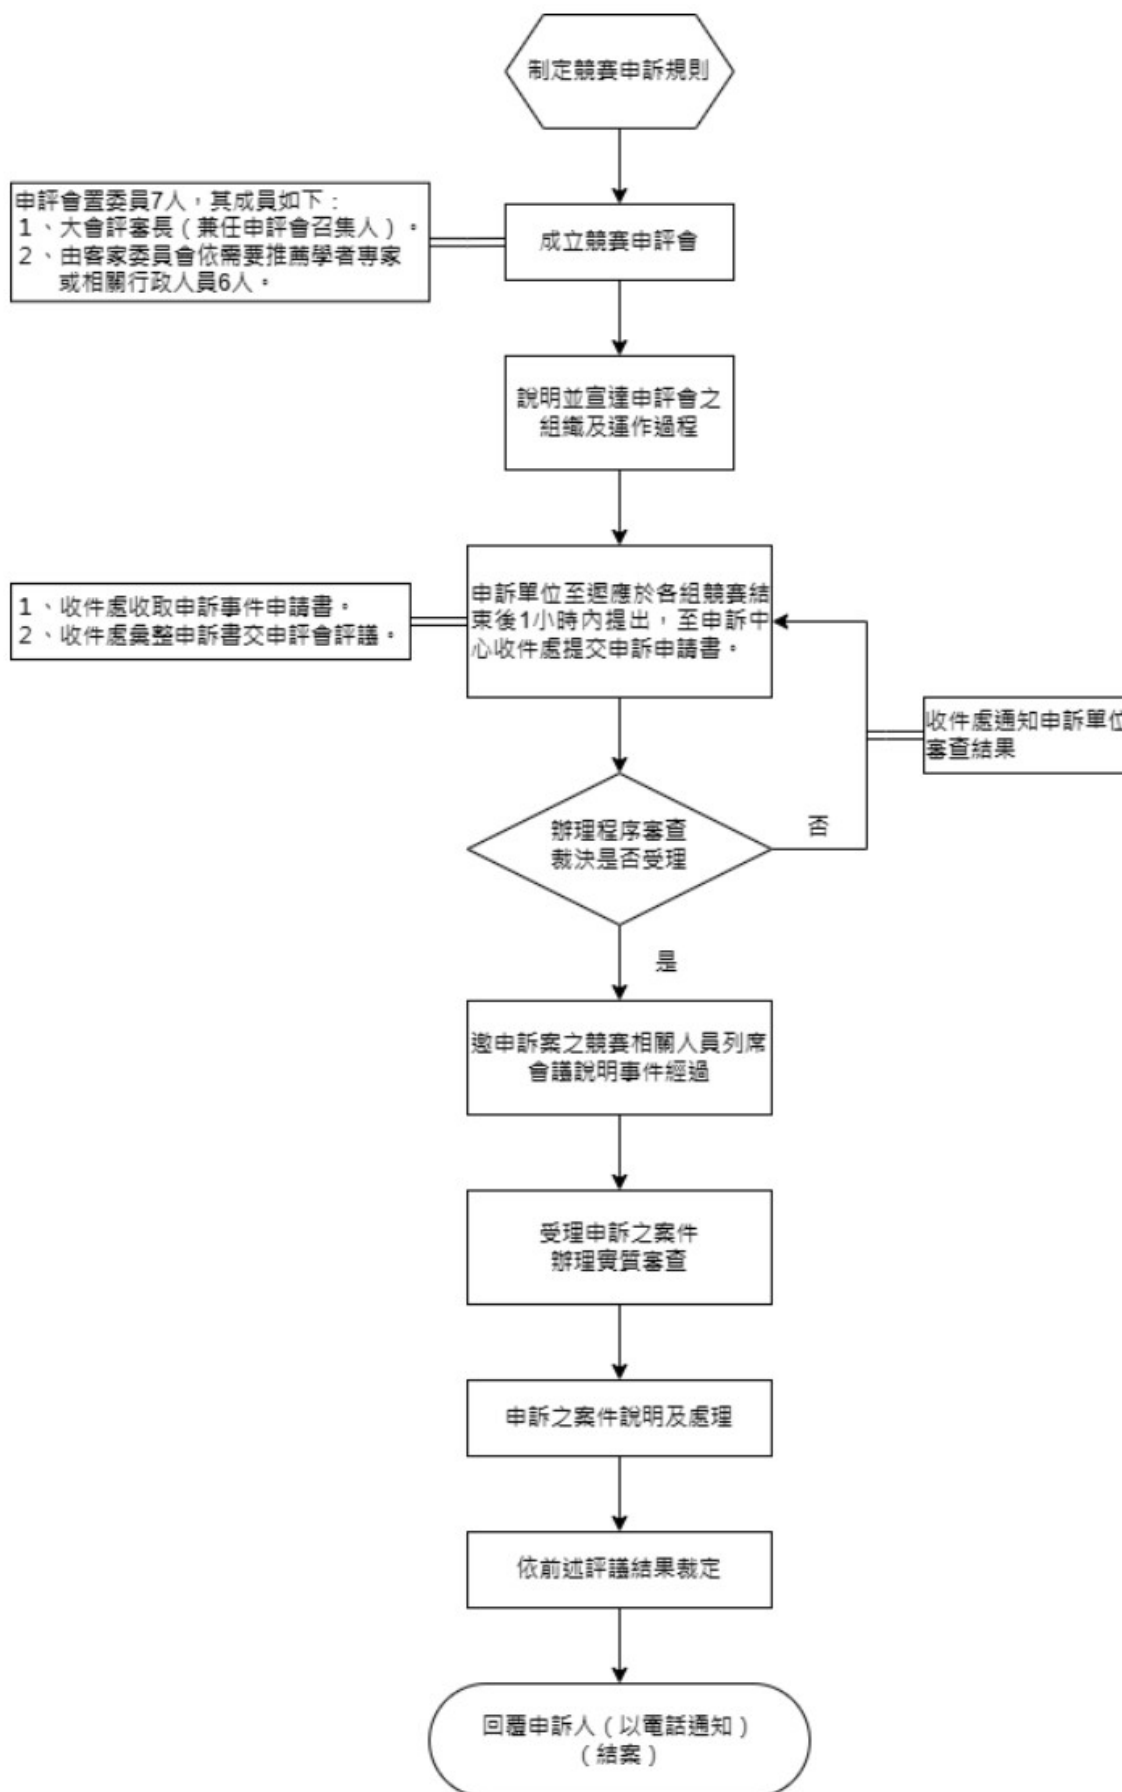 制定競賽申訴規則
申評會置委員7人，其成員如下：
1、大會評審長（兼任申評會召集人）。
2、由客家委員會依需要推薦學者專家
或相關行政人員6人。
成立競賽申評會
說明並宣達申評會之
組織及運作過程
1、收件處收取申訴事件申請書。
2、收件處彙整申訴書交申評會評議。
申訴單位至遲應於各組競賽結
束後1小時內提出，至申訴中
心收件處提交申訴申請書。
收件處通知申訴單位
審查結果
辦理程序審查
裁決是否受理
否
是
邀申訴案之競賽相關人員列席
會議說明事件經過
受理申訴之案件
辦理實質審查
申訴之案件說明及處理
依前述評議結果裁定
回覆申訴人（以電話通知）
（結案）